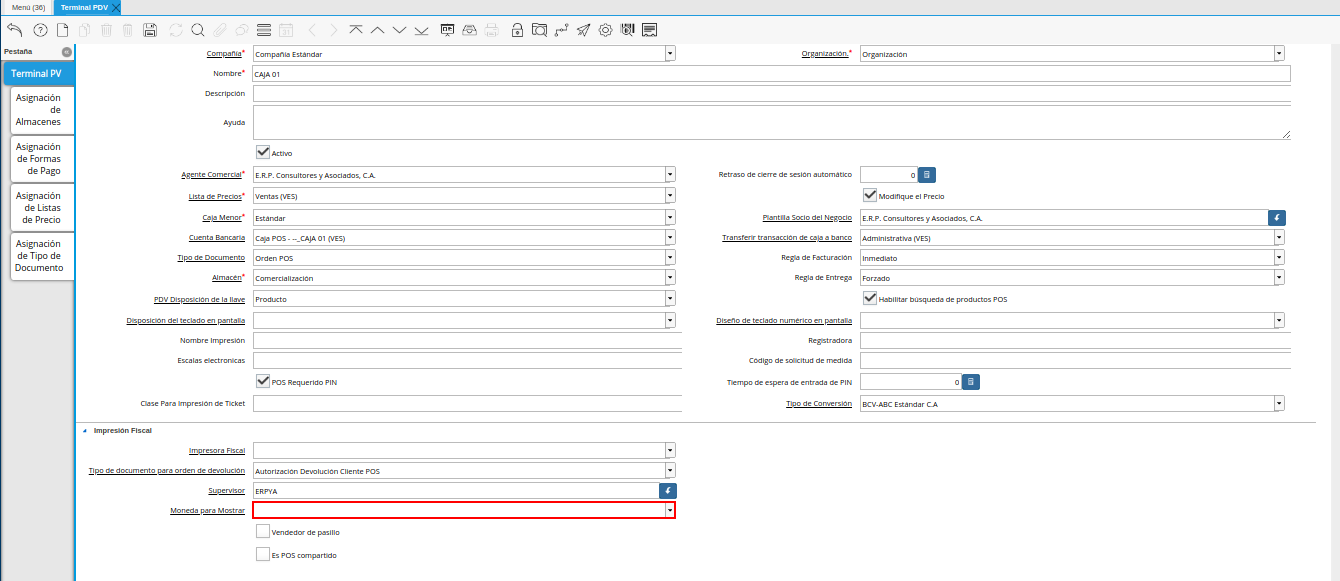 Menú (36)
Terminal PDV
Pestaña
Terminal PV
Asignación
de
Almacenes
Asignación
de Formas
de Pago
Asignación
de Listas
de Precio
Asignación
de Tipo de
Documento
Compañía* Compañía Estándar Organización.* Organización
Nombre* CAJA 01
Descripción
Ayuda
Activo
Agente Comercial* E.R.P. Consultores y Asociados, C.A. Retraso de cierre de sesión automático 0
Lista de Precios* Ventas (VES) Modifique el Precio
Caja Menor* Estándar Plantilla Socio del Negocio E.R.P. Consultores y Asociados, C.A.
Cuenta Bancaria Caja POS - --_CAJA 01 (VES) Transferir transacción de caja a banco Administrativa (VES)
Tipo de Documento Orden POS Regla de Facturación Inmediato
Almacén* Comercialización Regla de Entrega Forzado
PDV Disposición de la llave Producto Habilitar búsqueda de productos POS
Disposición del teclado en pantalla Diseño de teclado numérico en pantalla
Nombre Impresión Registradora
Escalas electronicas Código de solicitud de medida
POS Requerido PIN Tiempo de espera de entrada de PIN 0
Clase Para Impresión de Ticket Tipo de Conversión BCV-ABC Estándar C.A
Impresión Fiscal
Impresora Fiscal
Tipo de documento para orden de devolución Autorización Devolución Cliente POS
Supervisor ERPYA
Moneda para Mostrar
Vendedor de pasillo
Es POS compartido